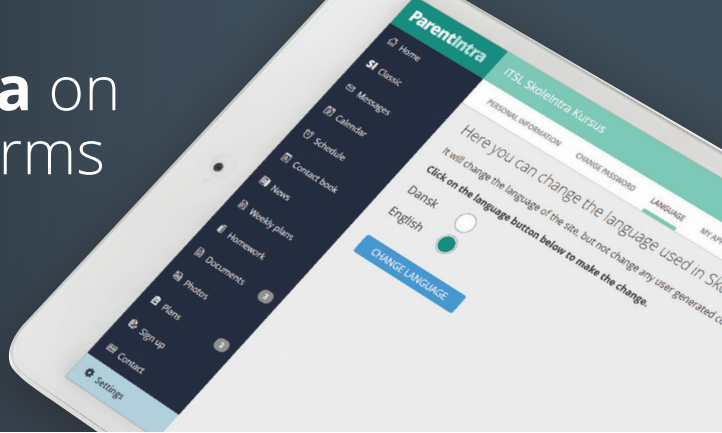 a on
rms
ParentIntra
Home
SI Classic
Messages
Calendar
Schedule
Contact book
News
Weekly plans
Homework
Documents
3
Photos
Plans
3
Sign up
Contact
Settings
ITSL SkoleIntra Kursus
PERSONAL INFORMATION CHANGE PASSWORD LANGUAGE MY
Here you can change the language used in
It will change the language of the site, but not change any user generated
Click on the language button below to make the change.
Dansk
English
CHANGE LANGUAGE